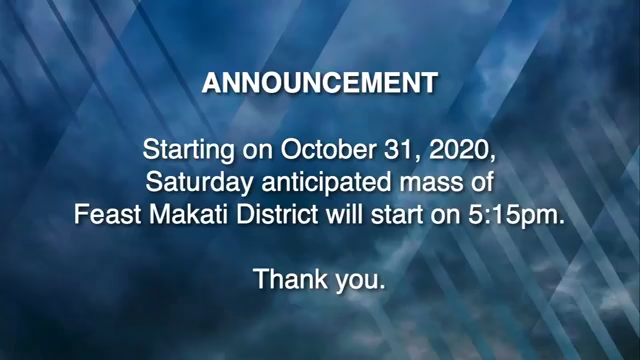 ANNOUNCEMENT
Starting on October 31, 2020,
Saturday anticipated mass of
Feast Makati District will start on 5:15pm.
Thank you.